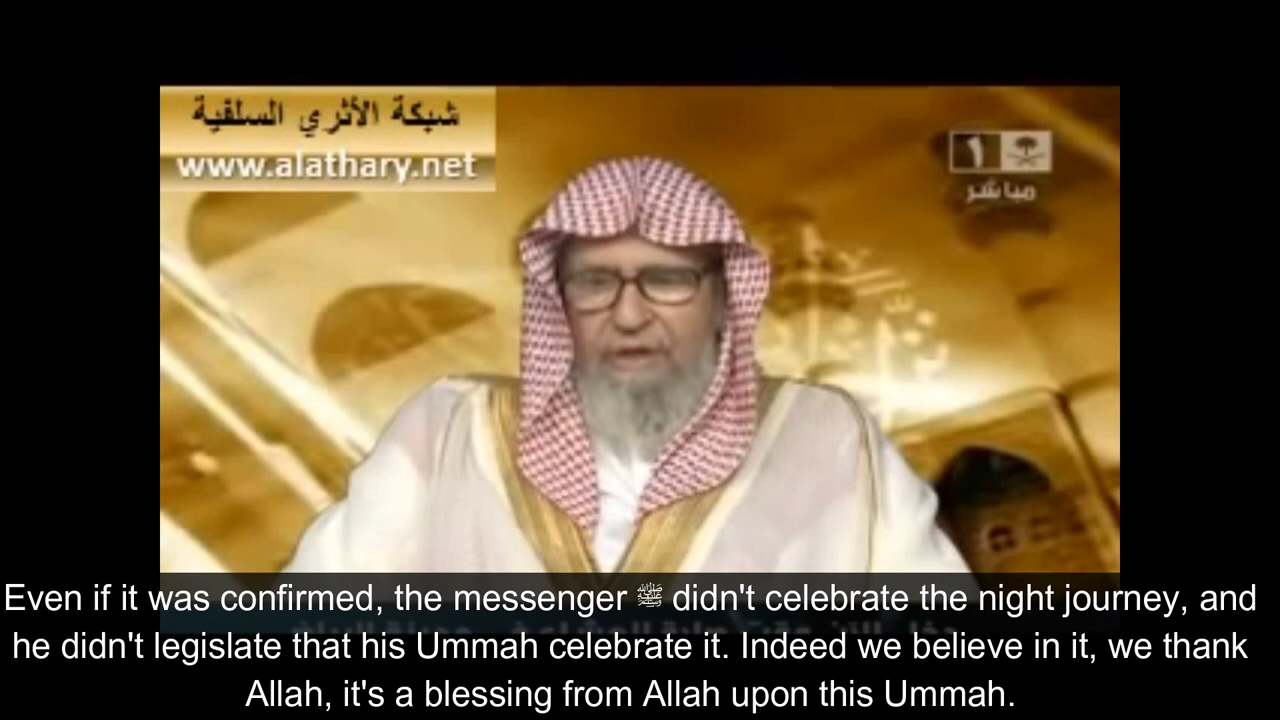 شبكة الأثري السلفية
www.alathary.net
١
مباشر
Even if it was confirmed, the messenger ﷺ didn't celebrate the night journey, and
he didn't legislate that his Ummah celebrate it. Indeed we believe in it, we thank
Allah, it's a blessing from Allah upon this Ummah.